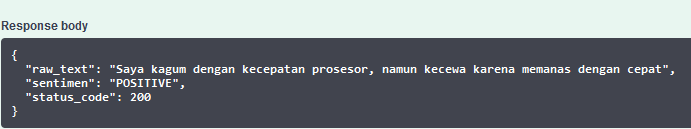 Response body
{
  "raw_text": "Saya kagum dengan kecepatan prosesor, namun kecewa karena memanas dengan cepat",
  "sentimen": "POSITIVE",
  "status_code": 200
}